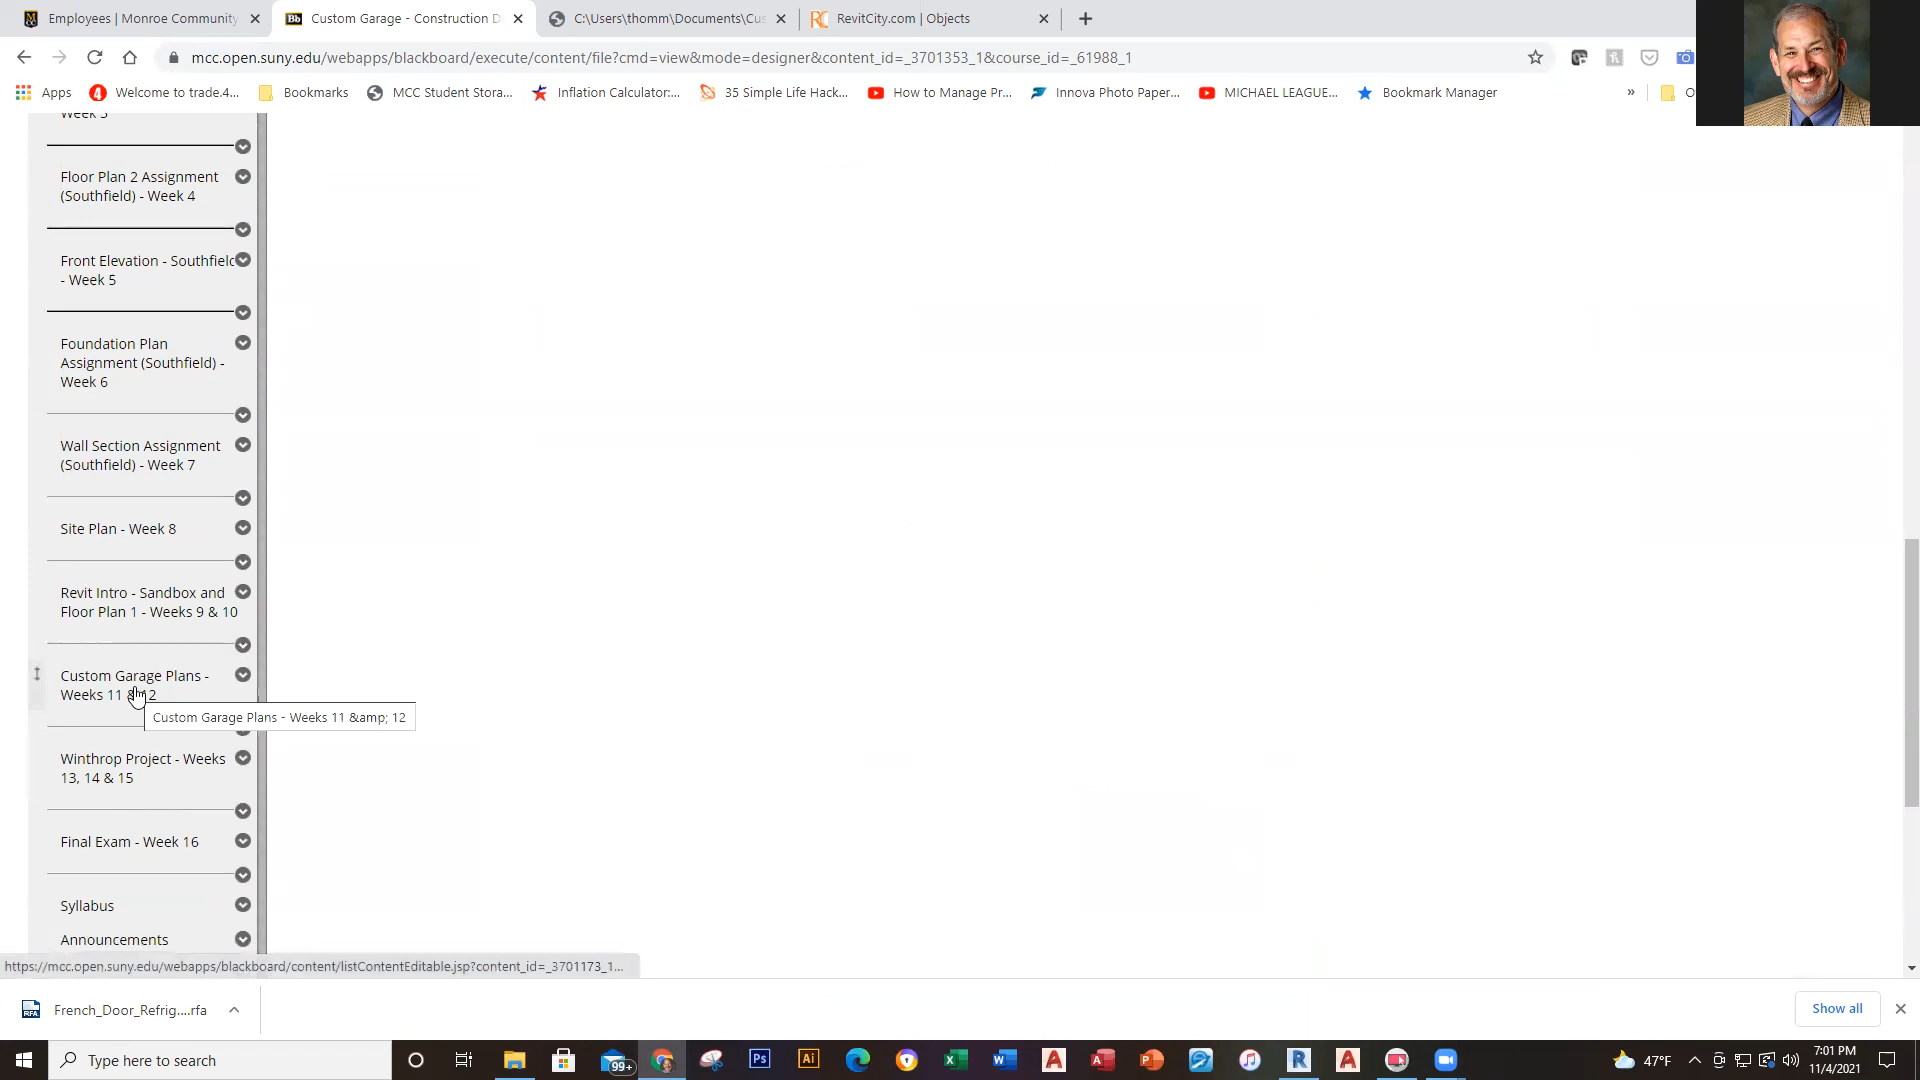 Employees | Monroe Community
Custom Garage - Construction D
C:\Users\thomm\Documents\Cus
RevitCity.com | Objects
mcc.open.suny.edu/webapps/blackboard/execute/content/file?cmd=view&mode=designer&content_id=_3701353_1&course_id=_61988_1
Apps
Welcome to trade.4...
Bookmarks
MCC Student Stora...
Inflation Calculator:...
35 Simple Life Hack...
How to Manage Pr...
Innova Photo Paper...
MICHAEL LEAGUE...
Bookmark Manager
»
O
Week 3
Floor Plan 2 Assignment
(Southfield) - Week 4
Front Elevation - Southfield
- Week 5
Foundation Plan
Assignment (Southfield) -
Week 6
Wall Section Assignment
(Southfield) - Week 7
Site Plan - Week 8
Revit Intro - Sandbox and
Floor Plan 1 - Weeks 9 & 10
Custom Garage Plans -
Weeks 11 & 12
Custom Garage Plans - Weeks 11 &amp; 12
Winthrop Project - Weeks
13, 14 & 15
Final Exam - Week 16
Syllabus
Announcements
https://mcc.open.suny.edu/webapps/blackboard/content/listContentEditable.jsp?content_id=_3701173_1...
French_Door_Refrig....rfa
Show all
Type here to search
99+
47°F
7:01 PM
11/4/2021